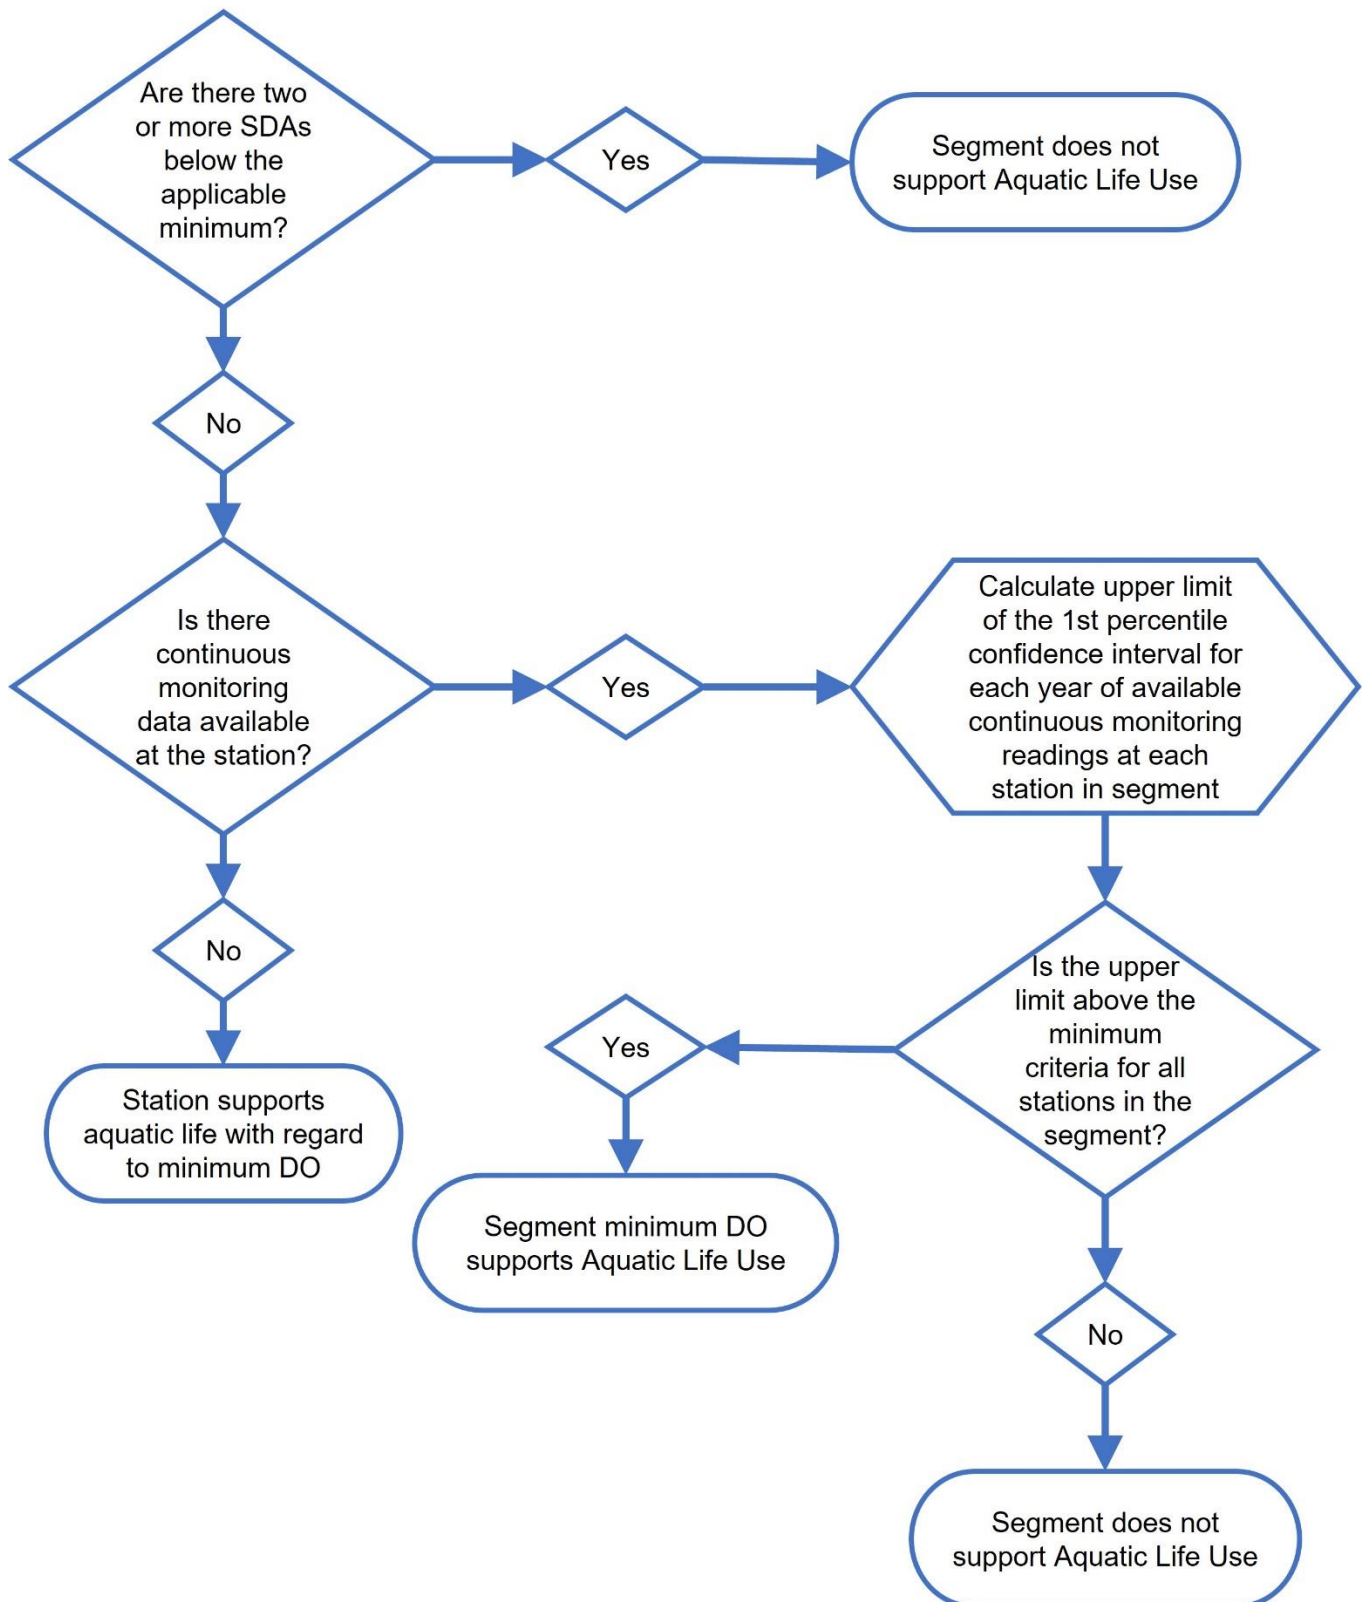 Are there two
or more SDAs
below the
applicable
minimum?
Yes
Segment does not
support Aquatic Life Use
No
Is there
continuous
monitoring
data available
at the station?
Yes
Calculate upper limit
of the 1st percentile
confidence interval for
each year of available
continuous monitoring
readings at each
station in segment
No
Station supports
aquatic life with regard
to minimum DO
Is the upper
limit above the
minimum
criteria for all
stations in the
segment?
Yes
Segment minimum DO
supports Aquatic Life Use
No
Segment does not
support Aquatic Life Use